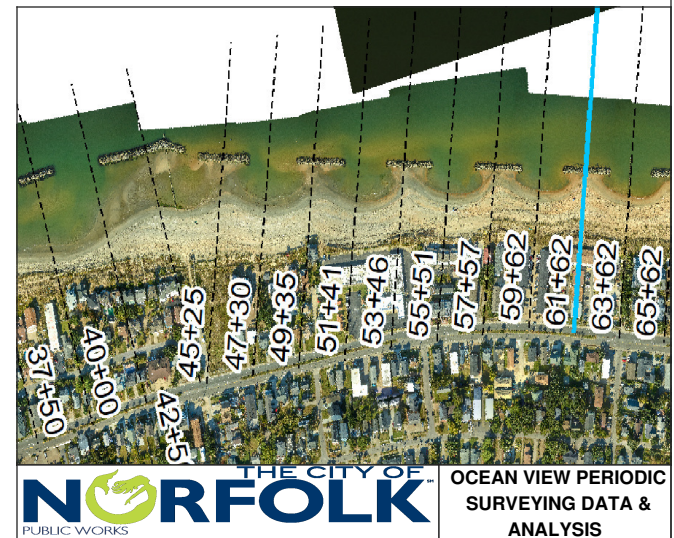 37+50
40+00
42+5
45+25
47+30
49+35
51+41
53+46
55+51
57+57
59+62
61+62
63+62
65+62
THE CITY OF
NORFOLK
PUBLIC WORKS
OCEAN VIEW PERIODIC
SURVEYING DATA &
ANALYSIS